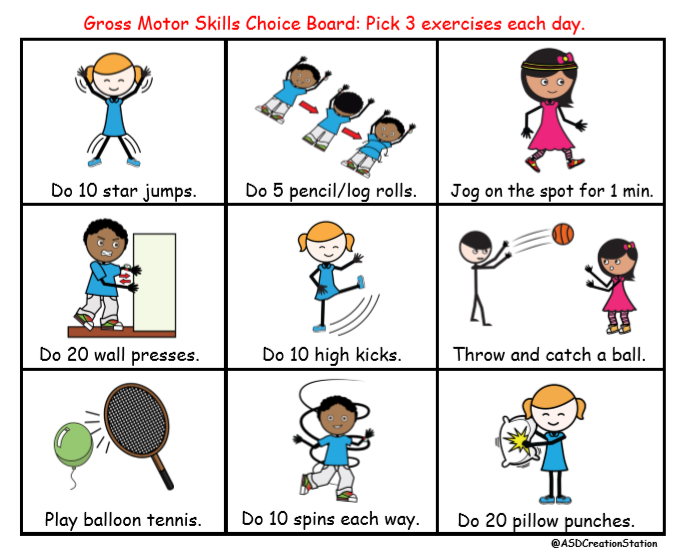 Gross Motor Skills Choice Board: Pick 3 exercises each day.
Do 10 star jumps.
Do 5 pencil/log rolls.
Jog on the spot for 1 min.
Do 20 wall presses.
Do 10 high kicks.
Throw and catch a ball.
Play balloon tennis.
Do 10 spins each way.
Do 20 pillow punches.
@ASDCreationStation